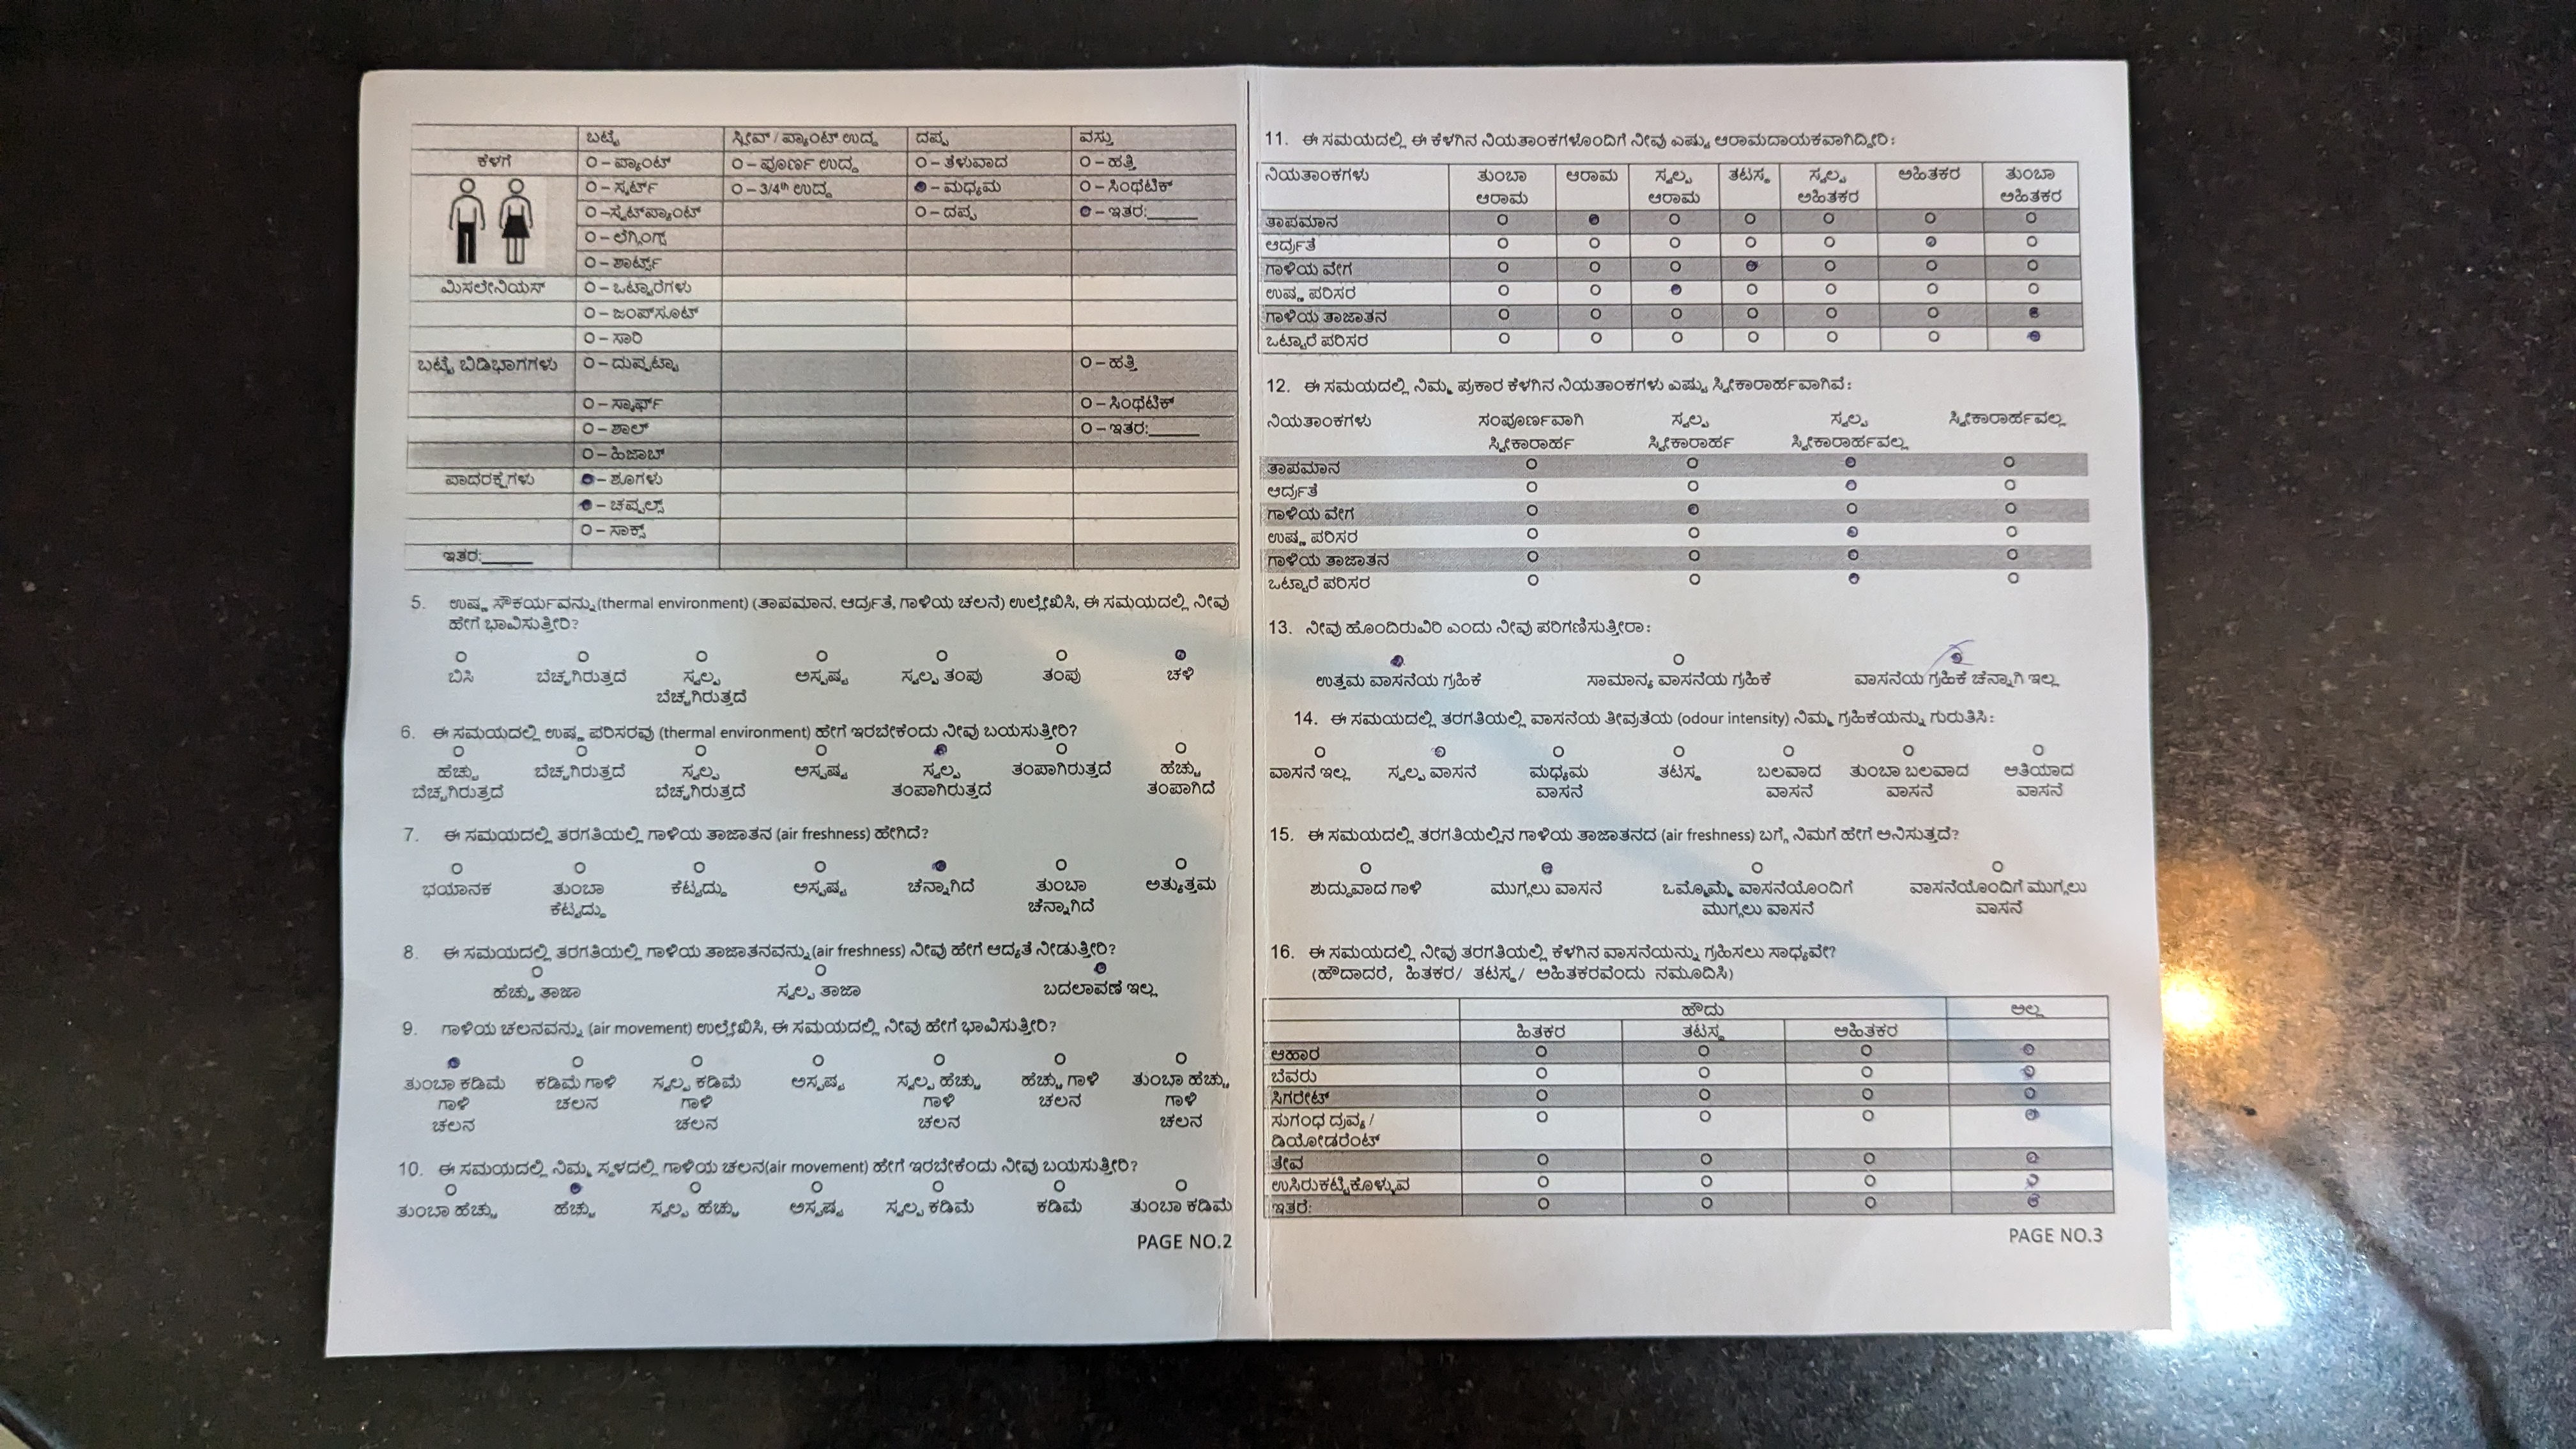 ಬಟ್ಟೆ ಸ್ಲೀವ್ / ಪ್ಯಾಂಟ್ ಉದ್ದ ದಪ್ಪ ವಸ್ತು
ಕೆಳಗೆ O – ಪ್ಯಾಂಟ್ O – ಪೂರ್ಣ ಉದ್ದ O – ತೆಳುವಾದ O – ಹತ್ತಿ
O – ಸ್ಕರ್ಟ್ O – 3/4th ಉದ್ದ O – ಮಧ್ಯಮ O – ಸಿಂಥೆಟಿಕ್
O –ಸ್ವೆಟ್‌ಪ್ಯಾಂಟ್ O – ದಪ್ಪ O – ಇತರ:______
O – ಲೆಗ್ಗಿಂಗ್ಸ್
O – ಶಾರ್ಟ್ಸ್
ಮಿಸಲೇನಿಯಸ್ O – ಒಟ್ಟಾರೆಗಳು
O – ಜಂಪ್‌ಸೂಟ್
O – ಸಾರಿ
ಬಟ್ಟೆ ಬಿಡಿಭಾಗಗಳು O – ದುಪ್ಪಟ್ಟಾ O – ಹತ್ತಿ
O – ಸ್ಕಾರ್ಫ್ O – ಸಿಂಥೆಟಿಕ್
O – ಶಾಲ್ O – ಇತರ:______
O – ಹಿಜಾಬ್
ಪಾದರಕ್ಷೆಗಳು O – ಶೂಗಳು
O – ಚಪ್ಪಲ್ಸ್
O – ಸಾಕ್ಸ್
ಇತರ:______
5. ಉಷ್ಣ ಸೌಕರ್ಯವನ್ನು(thermal environment) (ತಾಪಮಾನ, ಆರ್ದ್ರತೆ, ಗಾಳಿಯ ಚಲನೆ) ಉಲ್ಲೇಖಿಸಿ, ಈ ಸಮಯದಲ್ಲಿ ನೀವು
ಹೇಗೆ ಭಾವಿಸುತ್ತೀರಿ?
ಬಿಸಿ ಬೆಚ್ಚಗಿರುತ್ತದೆ ಸ್ವಲ್ಪ ಅಸ್ಪಷ್ಟ ಸ್ವಲ್ಪ ತಂಪು ತಂಪು ಚಳಿ
ಬೆಚ್ಚಗಿರುತ್ತದೆ
6. ಈ ಸಮಯದಲ್ಲಿ ಉಷ್ಣ ಪರಿಸರವು (thermal environment) ಹೇಗೆ ಇರಬೇಕೆಂದು ನೀವು ಬಯಸುತ್ತೀರಿ?
ಹೆಚ್ಚು ಬೆಚ್ಚಗಿರುತ್ತದೆ ಸ್ವಲ್ಪ ಅಸ್ಪಷ್ಟ ಸ್ವಲ್ಪ ತಂಪಾಗಿರುತ್ತದೆ ಹೆಚ್ಚು
ಬೆಚ್ಚಗಿರುತ್ತದೆ ಬೆಚ್ಚಗಿರುತ್ತದೆ ತಂಪಾಗಿರುತ್ತದೆ ತಂಪಾಗಿದೆ
7. ಈ ಸಮಯದಲ್ಲಿ ತರಗತಿಯಲ್ಲಿ ಗಾಳಿಯ ತಾಜಾತನ (air freshness) ಹೇಗಿದೆ?
ಭಯಾನಕ ತುಂಬಾ ಕೆಟ್ಟದ್ದು ಅಸ್ಪಷ್ಟ ಚೆನ್ನಾಗಿದೆ ತುಂಬಾ ಅತ್ಯುತ್ತಮ
ಕೆಟ್ಟದ್ದು ಚೆನ್ನಾಗಿದೆ
8. ಈ ಸಮಯದಲ್ಲಿ ತರಗತಿಯಲ್ಲಿ ಗಾಳಿಯ ತಾಜಾತನವನ್ನು(air freshness) ನೀವು ಹೇಗೆ ಆದ್ಯತೆ ನೀಡುತ್ತೀರಿ?
ಹೆಚ್ಚು ತಾಜಾ ಸ್ವಲ್ಪ ತಾಜಾ ಬದಲಾವಣೆ ಇಲ್ಲ
9. ಗಾಳಿಯ ಚಲನವನ್ನು (air movement) ಉಲ್ಲೇಖಿಸಿ, ಈ ಸಮಯದಲ್ಲಿ ನೀವು ಹೇಗೆ ಭಾವಿಸುತ್ತೀರಿ?
ತುಂಬಾ ಕಡಿಮೆ ಕಡಿಮೆ ಗಾಳಿ ಸ್ವಲ್ಪ ಕಡಿಮೆ ಅಸ್ಪಷ್ಟ ಸ್ವಲ್ಪ ಹೆಚ್ಚು ಹೆಚ್ಚು ಗಾಳಿ ತುಂಬಾ ಹೆಚ್ಚು
ಗಾಳಿ ಚಲನ ಗಾಳಿ ಗಾಳಿ ಚಲನ ಗಾಳಿ
ಚಲನ ಚಲನ ಚಲನ ಚಲನ
10. ಈ ಸಮಯದಲ್ಲಿ ನಿಮ್ಮ ಸ್ಥಳದಲ್ಲಿ ಗಾಳಿಯ ಚಲನ(air movement) ಹೇಗೆ ಇರಬೇಕೆಂದು ನೀವು ಬಯಸುತ್ತೀರಿ?
ತುಂಬಾ ಹೆಚ್ಚು ಹೆಚ್ಚು ಸ್ವಲ್ಪ ಹೆಚ್ಚು ಅಸ್ಪಷ್ಟ ಸ್ವಲ್ಪ ಕಡಿಮೆ ಕಡಿಮೆ ತುಂಬಾ ಕಡಿಮೆ
PAGE NO.2
11. ಈ ಸಮಯದಲ್ಲಿ ಈ ಕೆಳಗಿನ ನಿಯತಾಂಕಗಳೊಂದಿಗೆ ನೀವು ಎಷ್ಟು ಆರಾಮದಾಯಕವಾಗಿದ್ದೀರಿ:
ನಿಯತಾಂಕಗಳು ತುಂಬಾ ಆರಾಮ ಸ್ವಲ್ಪ ತಟಸ್ಥ ಸ್ವಲ್ಪ ಅಹಿತಕರ ತುಂಬಾ
ಆರಾಮ ಆರಾಮ ಅಹಿತಕರ ಅಹಿತಕರ
ತಾಪಮಾನ
ಆರ್ದ್ರತೆ
ಗಾಳಿಯ ವೇಗ
ಉಷ್ಣ ಪರಿಸರ
ಗಾಳಿಯ ತಾಜಾತನ
ಒಟ್ಟಾರೆ ಪರಿಸರ
12. ಈ ಸಮಯದಲ್ಲಿ ನಿಮ್ಮ ಪ್ರಕಾರ ಕೆಳಗಿನ ನಿಯತಾಂಕಗಳು ಎಷ್ಟು ಸ್ವೀಕಾರಾರ್ಹವಾಗಿವೆ:
ನಿಯತಾಂಕಗಳು ಸಂಪೂರ್ಣವಾಗಿ ಸ್ವಲ್ಪ ಸ್ವಲ್ಪ ಸ್ವೀಕಾರಾರ್ಹವಲ್ಲ
ಸ್ವೀಕಾರಾರ್ಹ ಸ್ವೀಕಾರಾರ್ಹ ಸ್ವೀಕಾರಾರ್ಹವಲ್ಲ
ತಾಪಮಾನ
ಆರ್ದ್ರತೆ
ಗಾಳಿಯ ವೇಗ
ಉಷ್ಣ ಪರಿಸರ
ಗಾಳಿಯ ತಾಜಾತನ
ಒಟ್ಟಾರೆ ಪರಿಸರ
13. ನೀವು ಹೊಂದಿರುವಿರಿ ಎಂದು ನೀವು ಪರಿಗಣಿಸುತ್ತೀರಾ:
ಉತ್ತಮ ವಾಸನೆಯ ಗ್ರಹಿಕೆ ಸಾಮಾನ್ಯ ವಾಸನೆಯ ಗ್ರಹಿಕೆ ವಾಸನೆಯ ಗ್ರಹಿಕೆ ಚೆನ್ನಾಗಿ ಇಲ್ಲ
14. ಈ ಸಮಯದಲ್ಲಿ ತರಗತಿಯಲ್ಲಿ ವಾಸನೆಯ ತೀವ್ರತೆಯ (odour intensity) ನಿಮ್ಮ ಗ್ರಹಿಕೆಯನ್ನು ಗುರುತಿಸಿ:
ವಾಸನೆ ಇಲ್ಲ ಸ್ವಲ್ಪ ವಾಸನೆ ಮಧ್ಯಮ ತಟಸ್ಥ ಬಲವಾದ ತುಂಬಾ ಬಲವಾದ ಅತಿಯಾದ
ವಾಸನೆ ವಾಸನೆ ವಾಸನೆ ವಾಸನೆ
15. ಈ ಸಮಯದಲ್ಲಿ ತರಗತಿಯಲ್ಲಿನ ಗಾಳಿಯ ತಾಜಾತನದ (air freshness) ಬಗ್ಗೆ ನಿಮಗೆ ಹೇಗೆ ಅನಿಸುತ್ತದೆ?
ಶುದ್ಧವಾದ ಗಾಳಿ ಮುಗ್ಗಲು ವಾಸನೆ ಒಮ್ಮೊಮ್ಮೆ ವಾಸನೆಯೊಂದಿಗೆ ವಾಸನೆಯೊಂದಿಗೆ ಮುಗ್ಗಲು
ಮುಗ್ಗಲು ವಾಸನೆ ವಾಸನೆ
16. ಈ ಸಮಯದಲ್ಲಿ ನೀವು ತರಗತಿಯಲ್ಲಿ ಕೆಳಗಿನ ವಾಸನೆಯನ್ನು ಗ್ರಹಿಸಲು ಸಾಧ್ಯವೇ?
(ಹೌದಾದರೆ, ಹಿತಕರ/ ತಟಸ್ಥ/ ಅಹಿತಕರವೆಂದು ನಮೂದಿಸಿ)
ಹೌದು ಅಲ್ಲ
ಹಿತಕರ ತಟಸ್ಥ ಅಹಿತಕರ
ಆಹಾರ
ಬೆವರು
ಸಿಗರೇಟ್
ಸುಗಂಧ ದ್ರವ್ಯ /
ಡಿಯೋಡರೆಂಟ್
ತೇವ
ಉಸಿರುಕಟ್ಟಿಕೊಳ್ಳುವ
ಇತರೆ:
PAGE NO.3